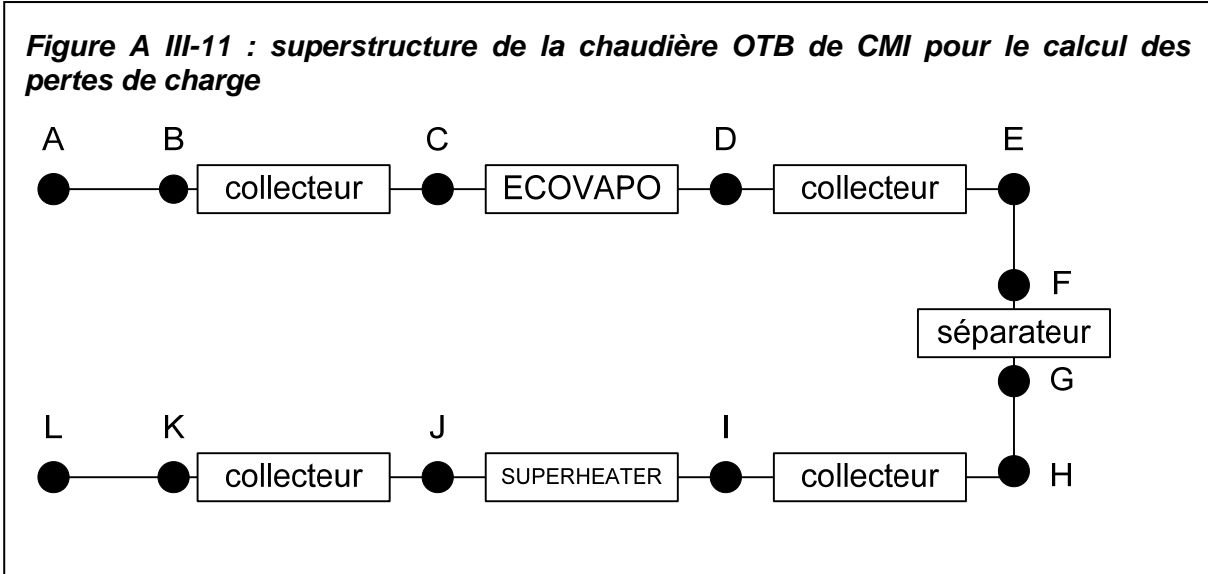 Figure A III-11 : superstructure de la chaudière OTB de CMI pour le calcul des
pertes de charge
A B C D E
collecteur ECOVAPO collecteur
F
séparateur
G
L K J I
collecteur SUPERHEATER collecteur H